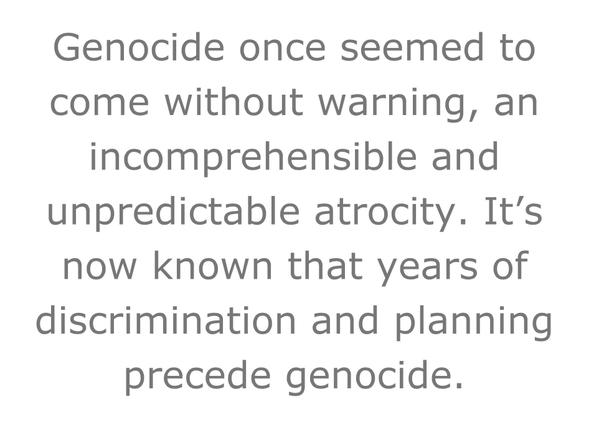 Genocide once seemed to
come without warning, an
incomprehensible and
unpredictable atrocity. It’s
now known that years of
discrimination and planning
precede genocide.